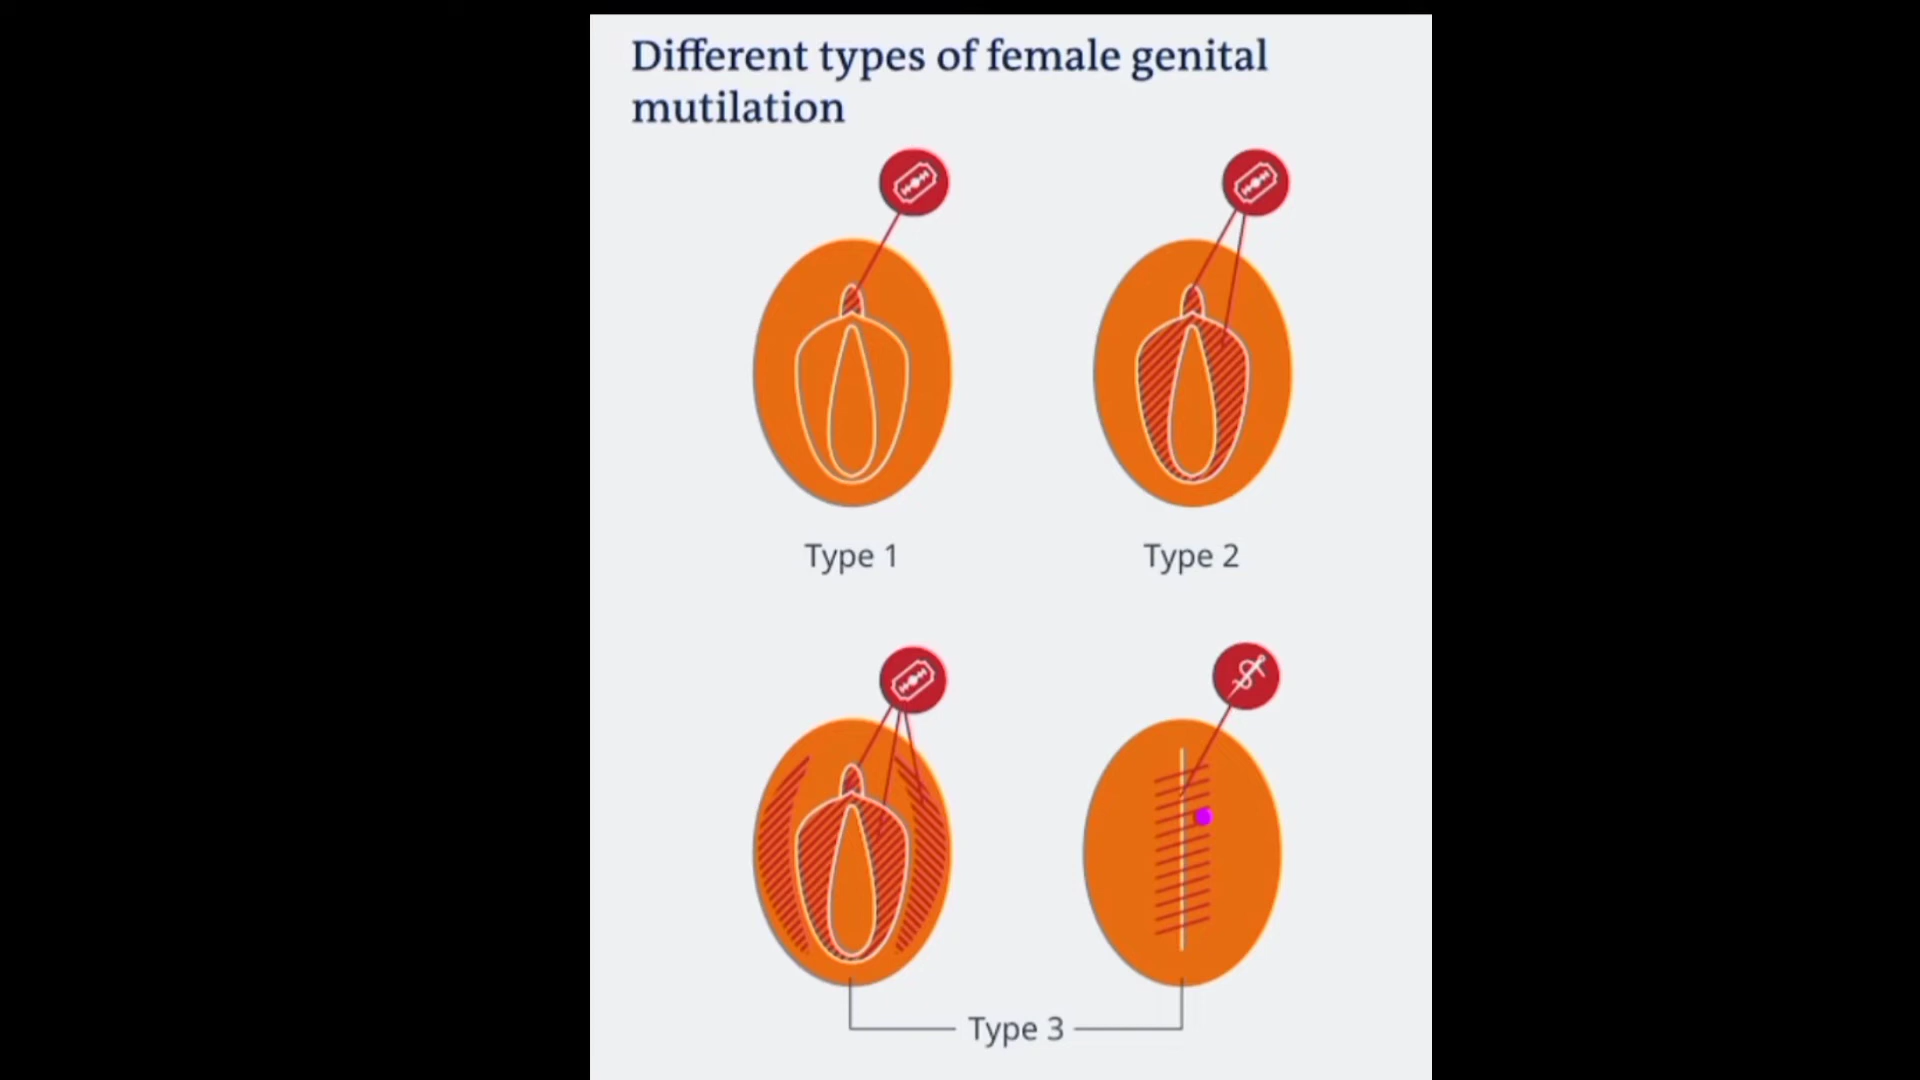 Different types of female genital
mutilation
Type 1
Type 2
Type 3